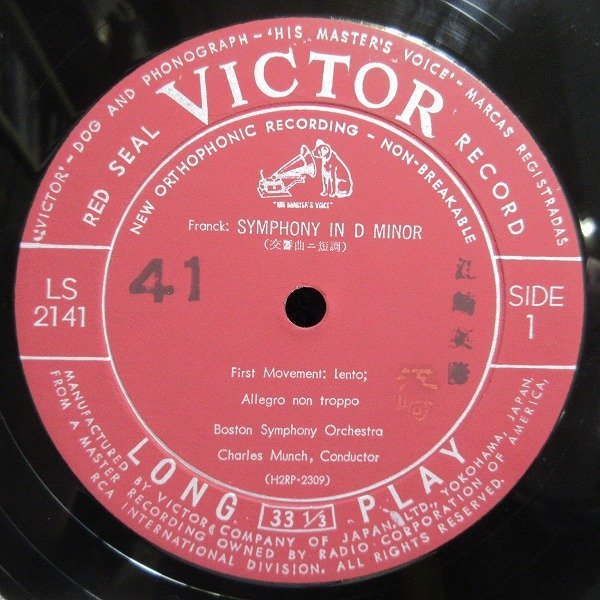 'VICTOR' - DOG AND PHONOGRAPH - 'HIS MASTER'S VOICE' - MARCAS REGISTRADAS
RED SEAL VICTOR RECORD
NEW ORTHOPHONIC RECORDING - NON-BREAKABLE
"HIS MASTER'S VOICE"
Franck: SYMPHONY IN D MINOR
(交響曲ニ短調)
41
LS
2141
SIDE
1
First Movement: Lento;
Allegro non troppo
Boston Symphony Orchestra
Charles Munch, Conductor
(H2RP-2309)
LONG 33 1/3 PLAY
MANUFACTURED BY VICTOR COMPANY OF JAPAN, LTD., YOKOHAMA, JAPAN
FROM A MASTER RECORDING OWNED BY RADIO CORPORATION OF AMERICA,
RCA INTERNATIONAL DIVISION. ALL RIGHTS RESERVED.